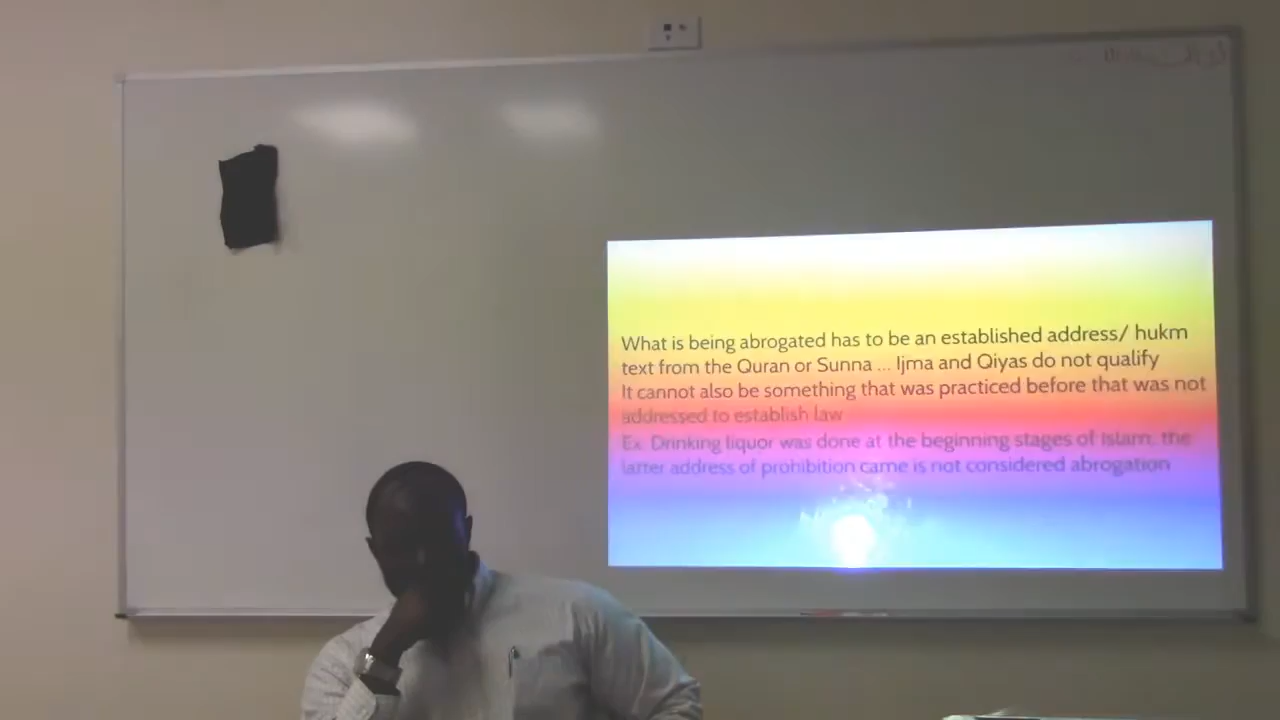 What is being abrogated has to be an established address/ hukm
text from the Quran or Sunna ... Ijma and Qiyas do not qualify
It cannot also be something that was practiced before that was not
addressed to establish law
Ex: Drinking liquor was done at the beginning stages of Islam, the
latter address of prohibition came is not considered abrogation